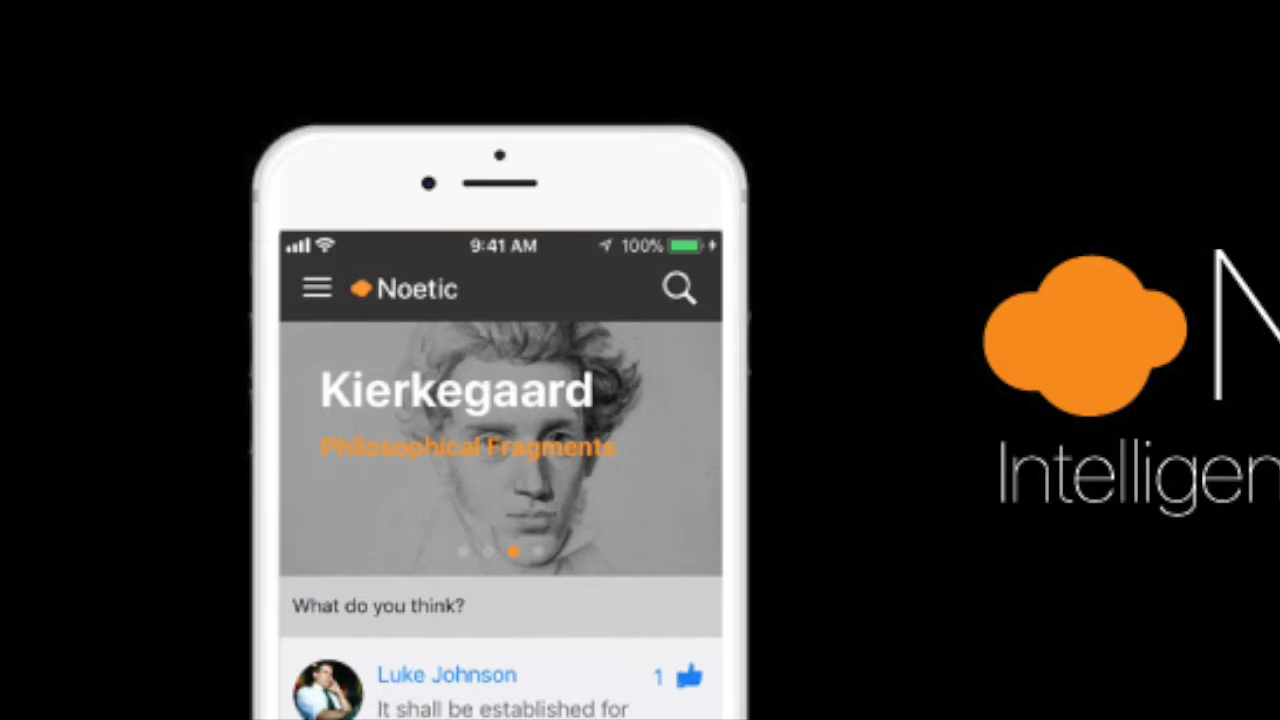 9:41 AM 100%
Noetic
Kierkegaard
Philosophical Fragments
What do you think?
Luke Johnson 1
It shall be established for
N
Intelligen